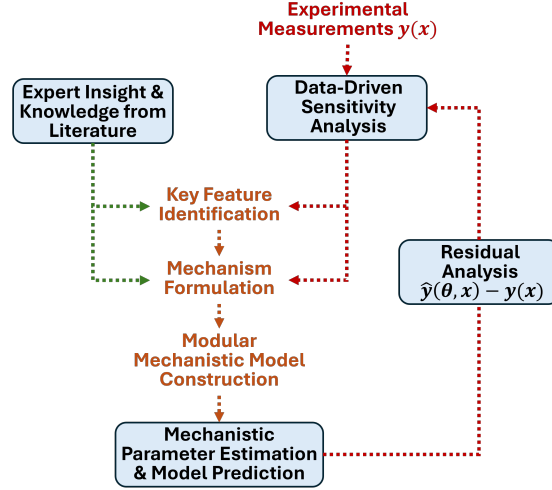 Experimental
Measurements y(x)
Expert Insight &
Knowledge from
Literature
Data-Driven
Sensitivity
Analysis
Key Feature
Identification
Mechanism
Formulation
Residual
Analysis
ŷ(θ, x) − y(x)
Modular
Mechanistic Model
Construction
Mechanistic
Parameter Estimation
& Model Prediction